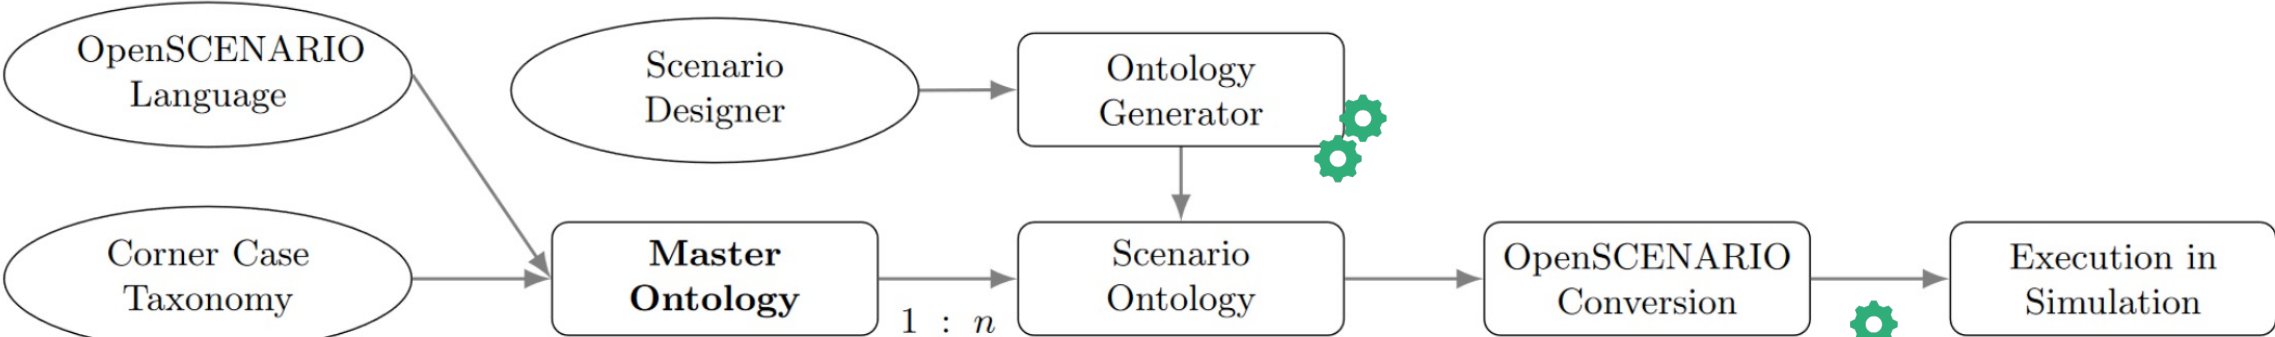 OpenSCENARIO
Language
Scenario
Designer
Ontology
Generator
Corner Case
Taxonomy
Master
Ontology
1 : n
Scenario
Ontology
OpenSCENARIO
Conversion
Execution in
Simulation